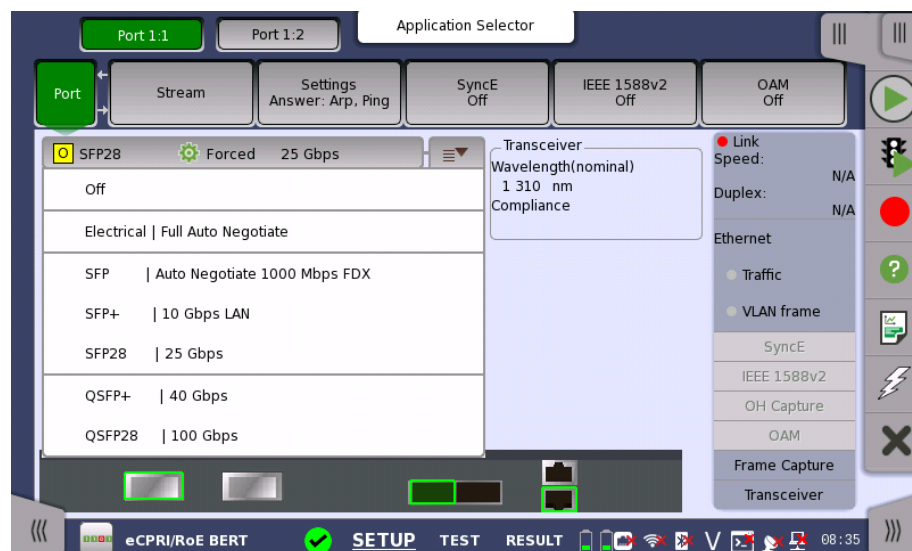 Application Selector
Port 1:1
Port 1:2
Port
Stream
Settings
Answer: Arp, Ping
SyncE
Off
IEEE 1588v2
Off
OAM
Off
O SFP28 Forced 25 Gbps
Off
Electrical | Full Auto Negotiate
SFP | Auto Negotiate 1000 Mbps FDX
SFP+ | 10 Gbps LAN
SFP28 | 25 Gbps
QSFP+ | 40 Gbps
QSFP28 | 100 Gbps
Transceiver
Wavelength(nominal)
1 310 nm
Compliance
Link
Speed:
N/A
Duplex:
N/A
Ethernet
Traffic
VLAN frame
SyncE
IEEE 1588v2
OH Capture
OAM
Frame Capture
Transceiver
eCPRI/RoE BERT
SETUP
TEST
RESULT
V
08:35